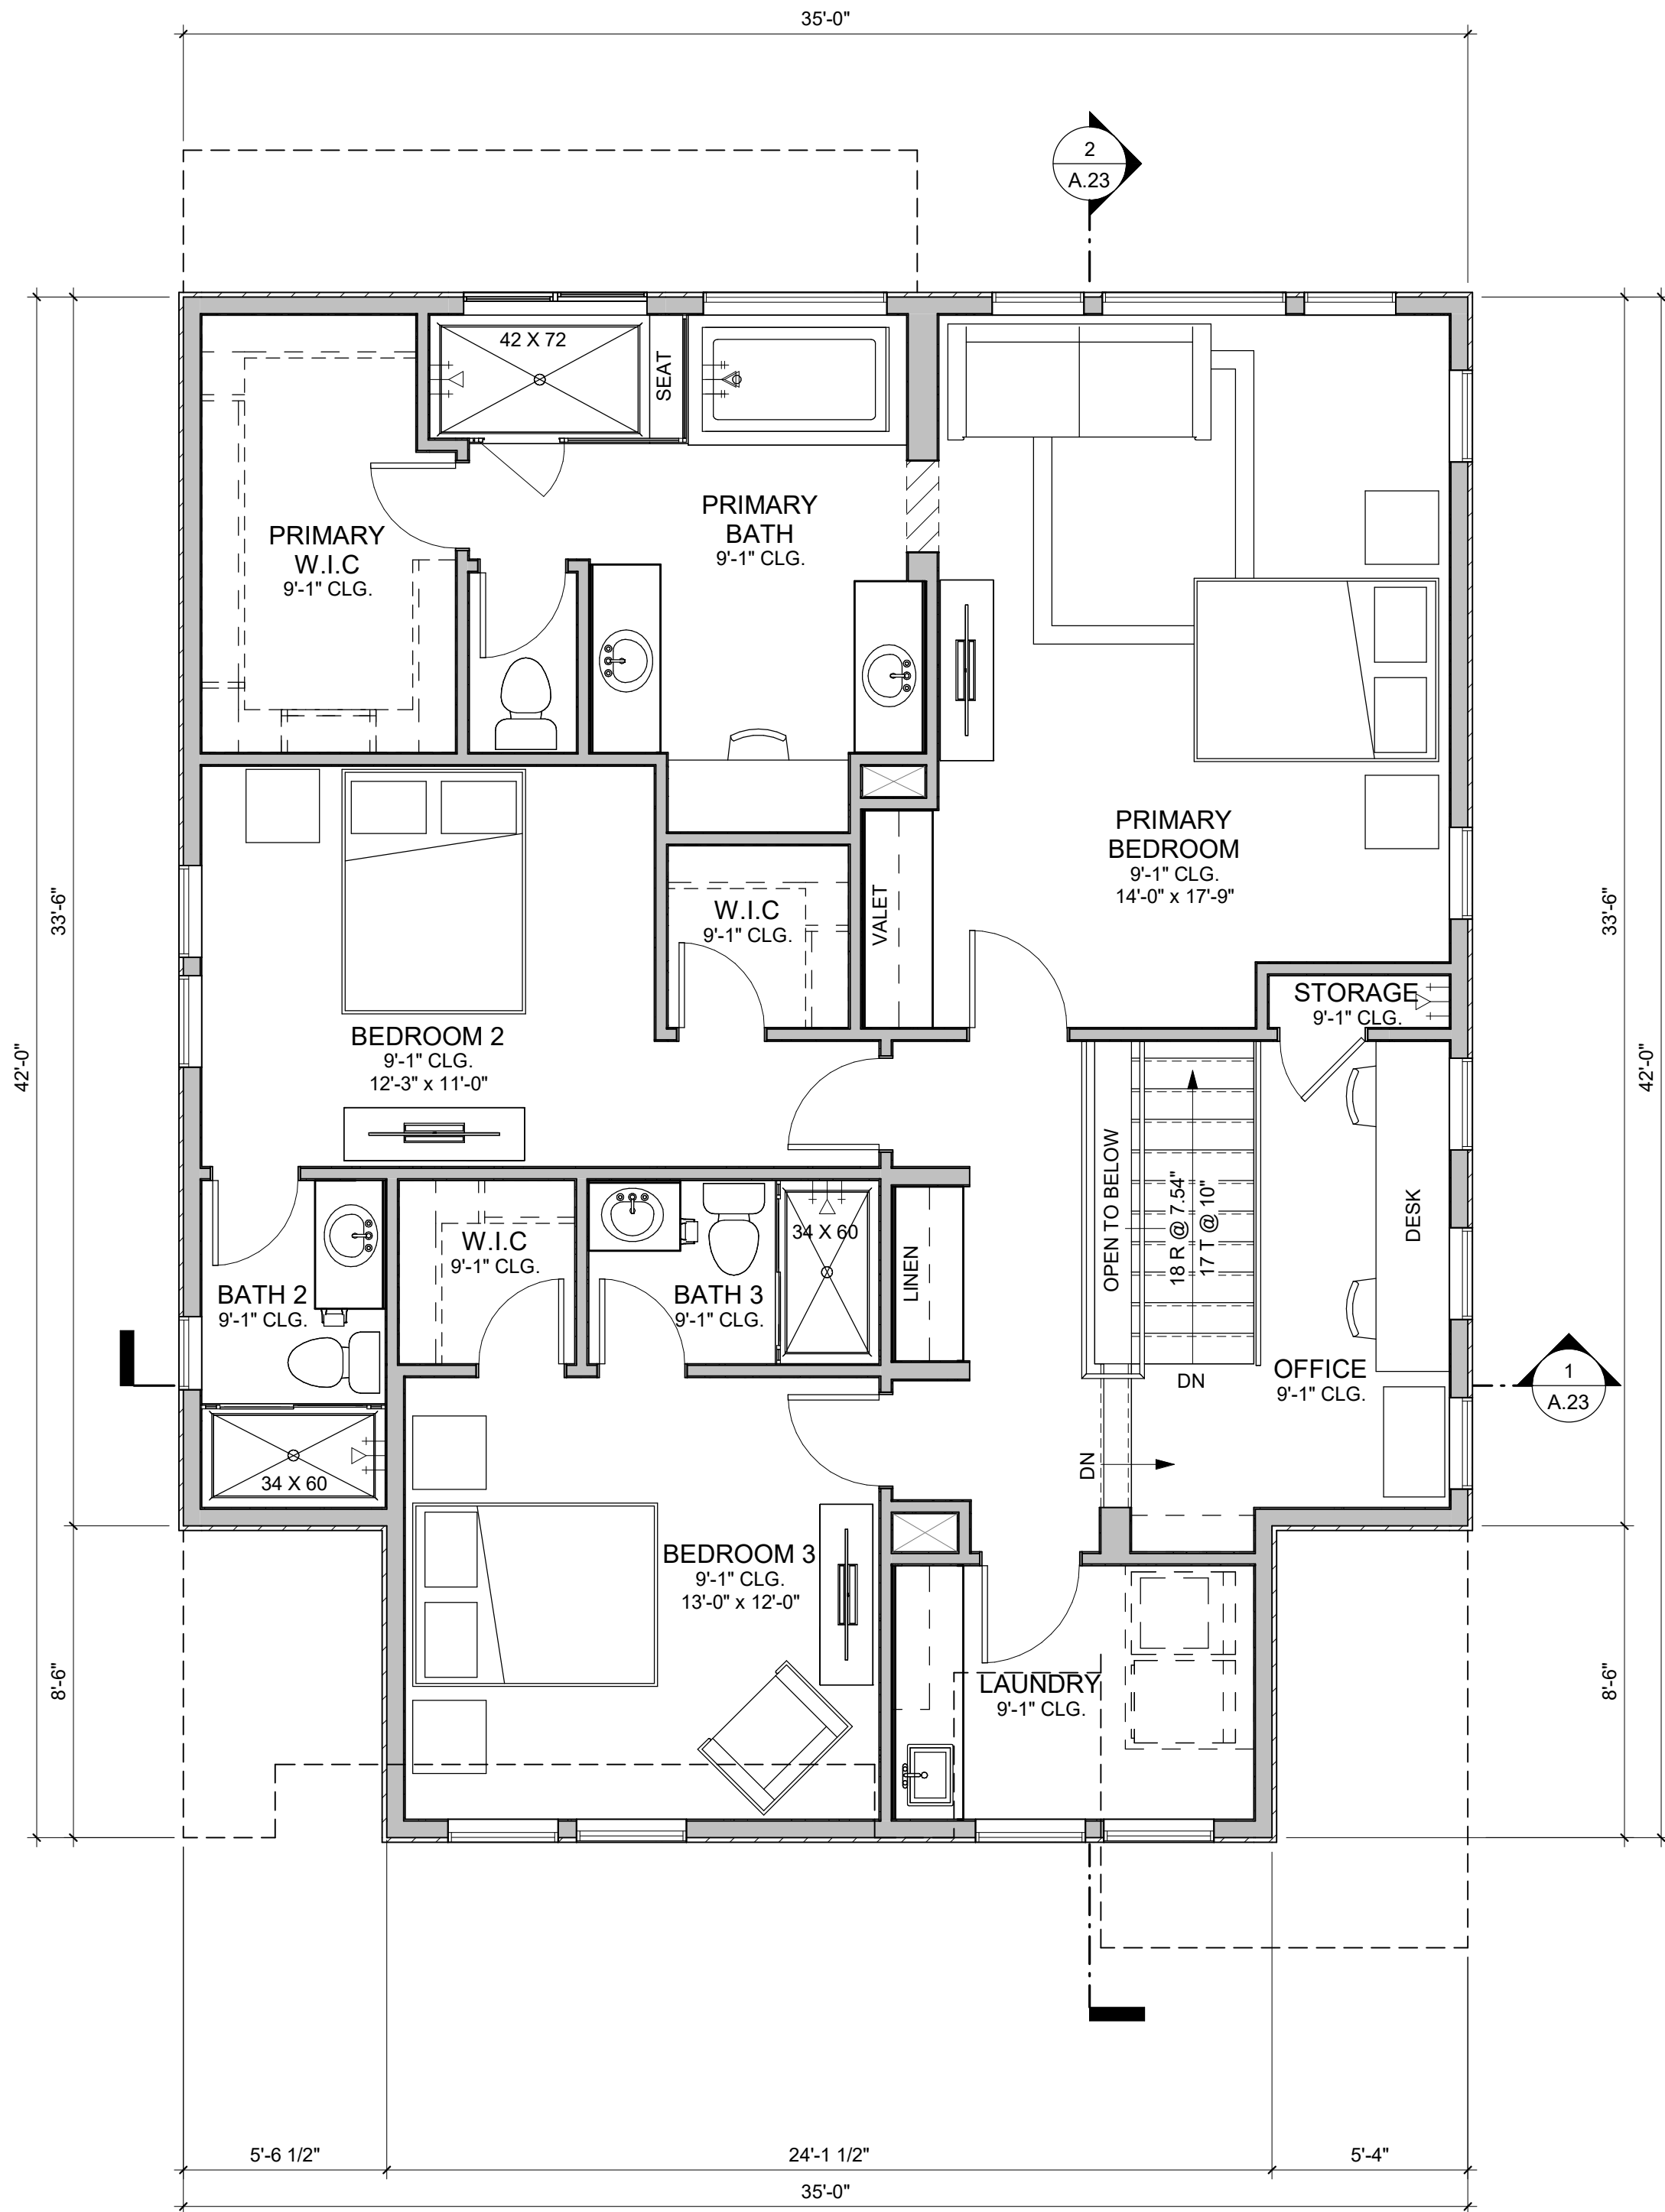 35'-0"
2
A.23
42 X 72
SEAT
PRIMARY
BATH
9'-1" CLG.
PRIMARY
W.I.C
9'-1" CLG.
PRIMARY
BEDROOM
9'-1" CLG.
14'-0" x 17'-9"
33'-6"
42'-0"
33'-6"
42'-0"
W.I.C
9'-1" CLG.
VALET
STORAGE
9'-1" CLG.
BEDROOM 2
9'-1" CLG.
12'-3" x 11'-0"
OPEN TO BELOW
18 R @ 7.54"
17 T @ 10"
DESK
W.I.C
9'-1" CLG.
34 X 60
LINEN
BATH 2
9'-1" CLG.
BATH 3
9'-1" CLG.
DN
OFFICE
9'-1" CLG.
1
A.23
DN
34 X 60
BEDROOM 3
9'-1" CLG.
13'-0" x 12'-0"
8'-6"
LAUNDRY
9'-1" CLG.
8'-6"
5'-6 1/2"
24'-1 1/2"
5'-4"
35'-0"